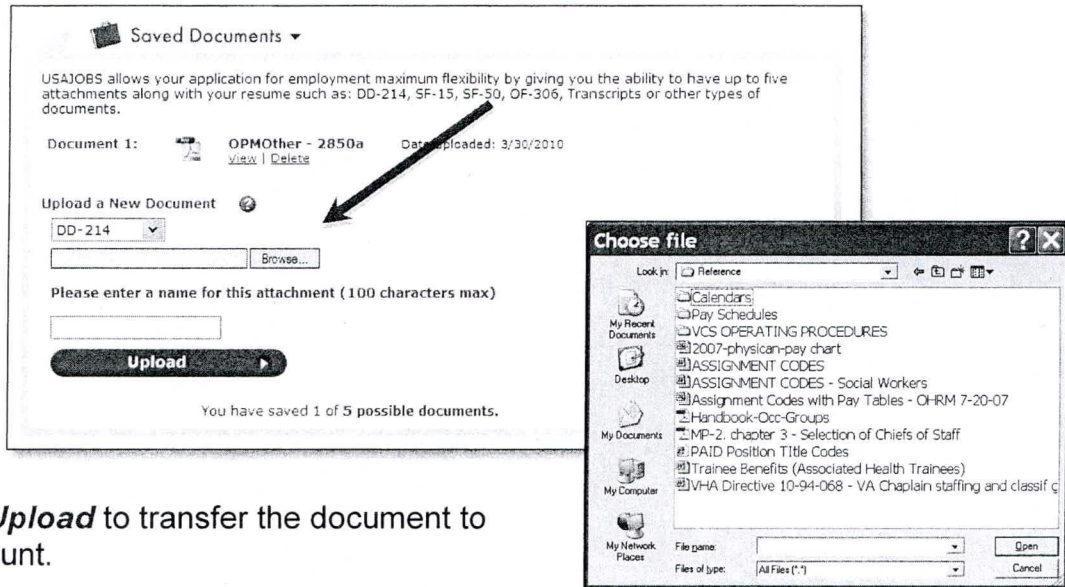 Saved Documents
USAJOBS allows your application for employment maximum flexibility by giving you the ability to have up to five
attachments along with your resume such as: DD-214, SF-15, SF-50, OF-306, Transcripts or other types of
documents.
Document 1: OPMOther - 2850a Date Uploaded: 3/30/2010
View | Delete
Upload a New Document
DD-214
Browse...
Please enter a name for this attachment (100 characters max)
Upload
You have saved 1 of 5 possible documents.
Choose file
Look in: Reference
Calendars
Pay Schedules
VCS OPERATING PROCEDURES
2007-physican-pay chart
ASSIGNMENT CODES
ASSIGNMENT CODES - Social Workers
Assignment Codes with Pay Tables - OHRM 7-20-07
Handbook-Occ-Groups
MP-2. chapter 3 - Selection of Chiefs of Staff
PAID Position TItle Codes
Trainee Benefits (Associated Health Trainees)
VHA Directive 10-94-068 - VA Chaplain staffing and classif g
My Recent
Documents
Desktop
My Documents
My Computer
My Network
Places
File name: Open
Files of type: All Files (*.*) Cancel
Upload to transfer the document to
unt.